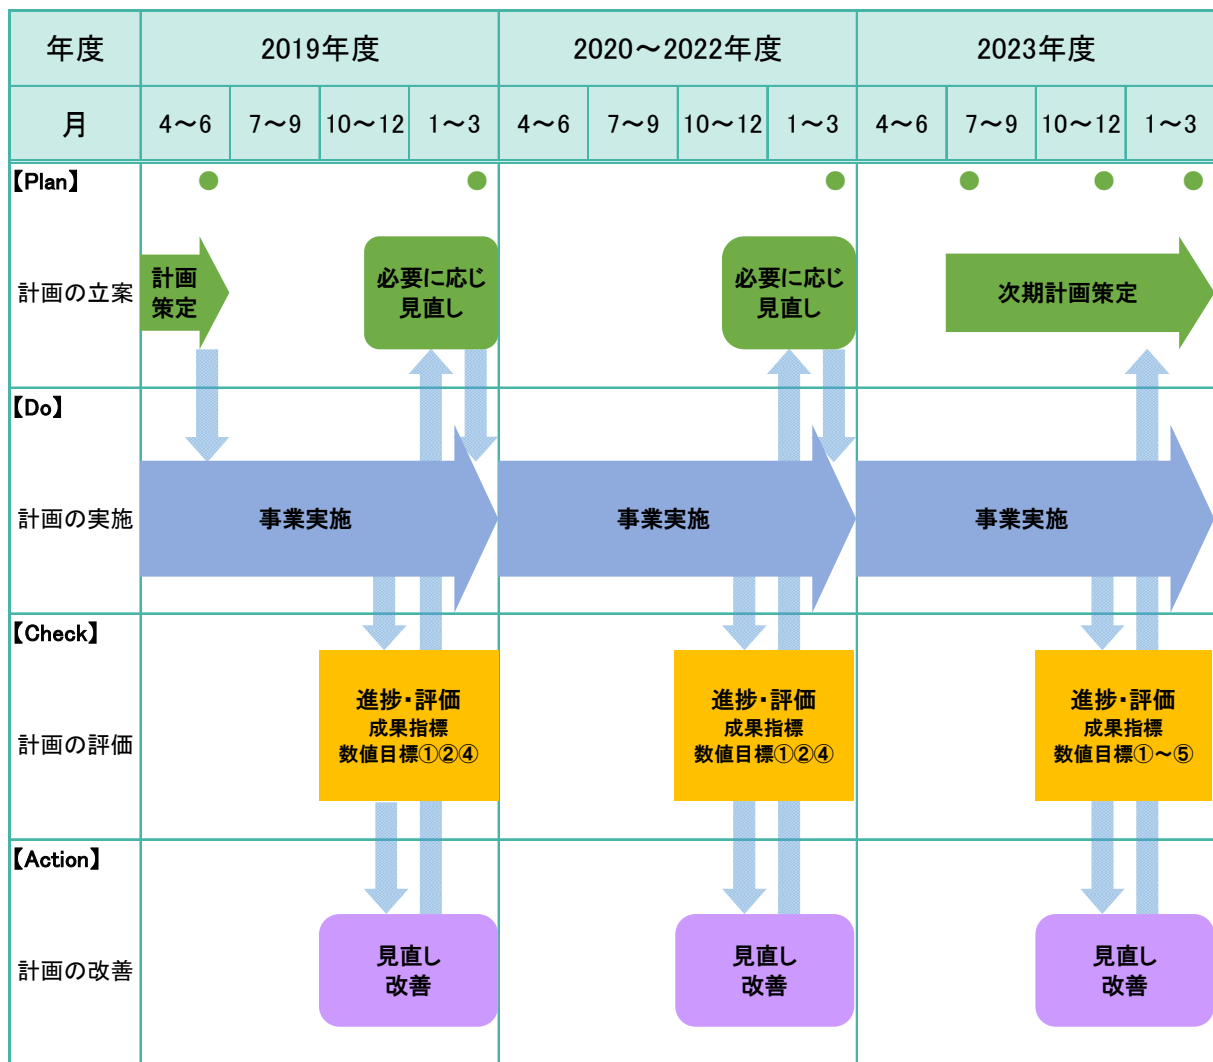 年度
2019年度
2020～2022年度
2023年度
月
4～6
7～9
10～12
1～3
4～6
7～9
10～12
1～3
4～6
7～9
10～12
1～3
【Plan】
計画の立案
計画
策定
必要に応じ
見直し
必要に応じ
見直し
次期計画策定
【Do】
計画の実施
事業実施
事業実施
事業実施
【Check】
計画の評価
進捗・評価
成果指標
数値目標①②④
進捗・評価
成果指標
数値目標①②④
進捗・評価
成果指標
数値目標①～⑤
【Action】
計画の改善
見直し
改善
見直し
改善
見直し
改善